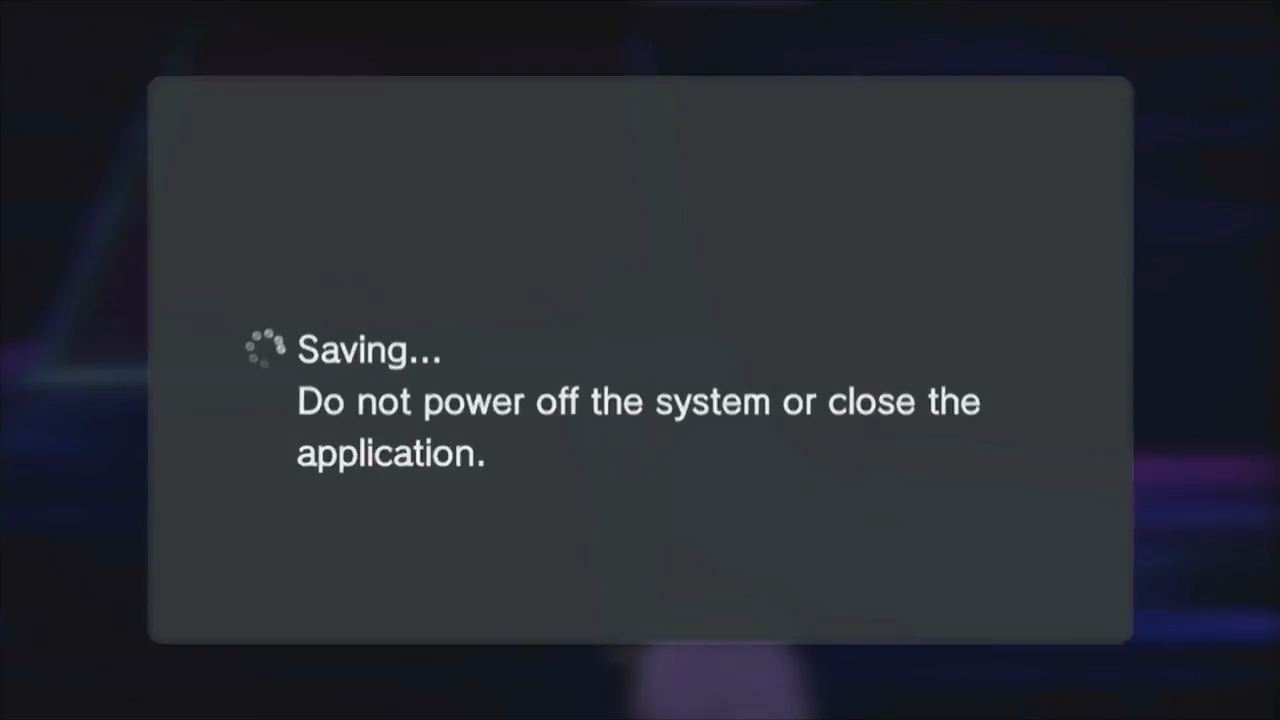 Saving...
Do not power off the system or close the
application.